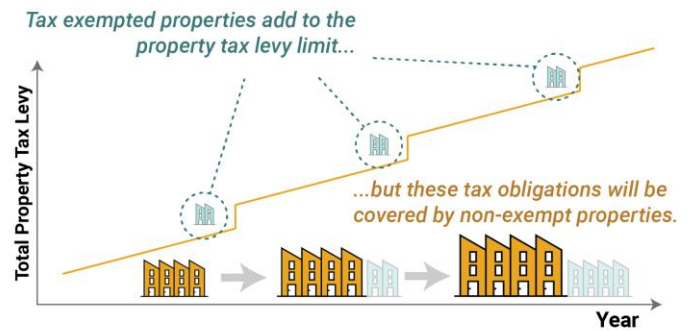 Tax exempted properties add to the
property tax levy limit...
Total Property Tax Levy
...but these tax obligations will be
covered by non-exempt properties.
Year